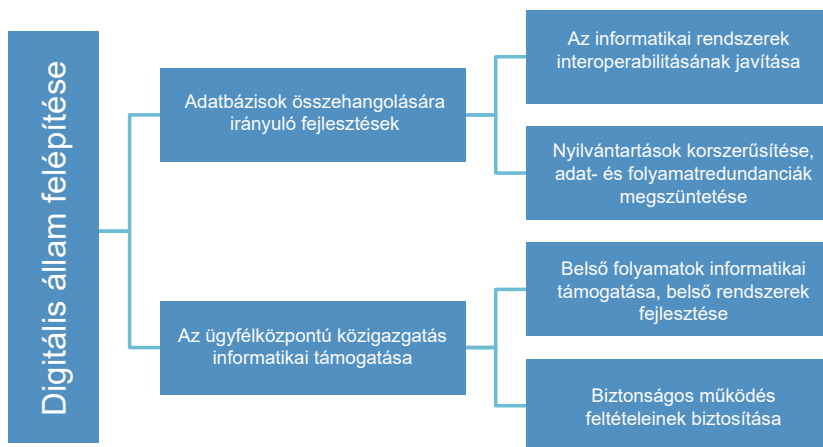 Digitális állam felépítése
Adatbázisok összehangolására
irányuló fejlesztések
Az informatikai rendszerek
interoperabilitásának javítása
Nyilvántartások korszerűsítése,
adat- és folyamatredundanciák
megszüntetése
Az ügyfélközpontú közigazgatás
informatikai támogatása
Belső folyamatok informatikai
támogatása, belső rendszerek
fejlesztése
Biztonságos működés
feltételeinek biztosítása